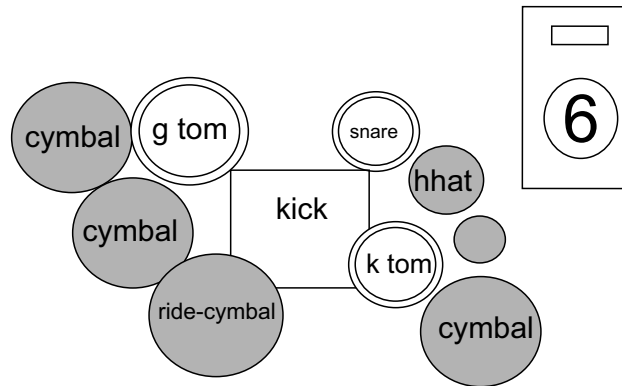 6
cymbal
g tom
snare
hhat
kick
cymbal
k tom
ride-cymbal
cymbal